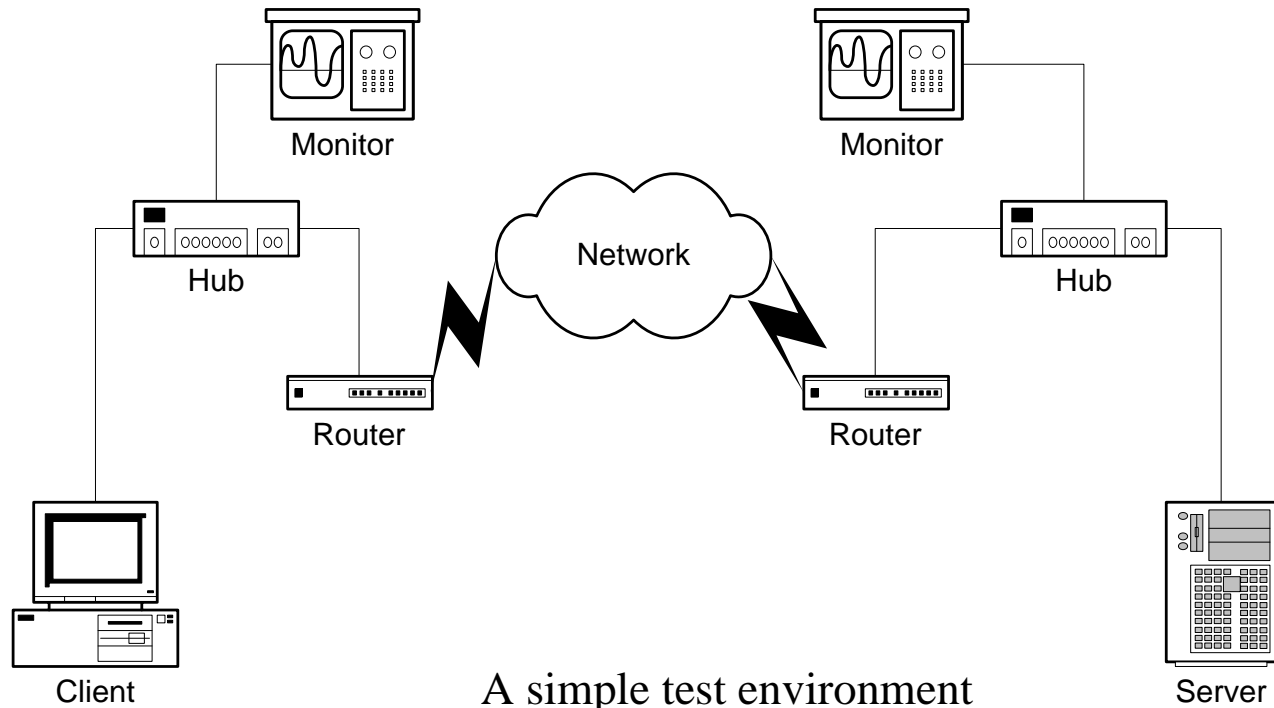 Monitor
Monitor
Network
Hub
Hub
Router
Router
Client
A simple test environment
Server